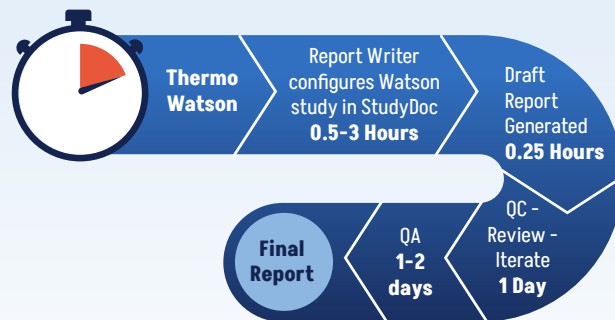 Thermo
Watson
Report Writer
configures Watson
study in StudyDoc
0.5-3 Hours
Draft
Report
Generated
0.25 Hours
QC -
Review -
Iterate
1 Day
QA
1-2
days
Final
Report